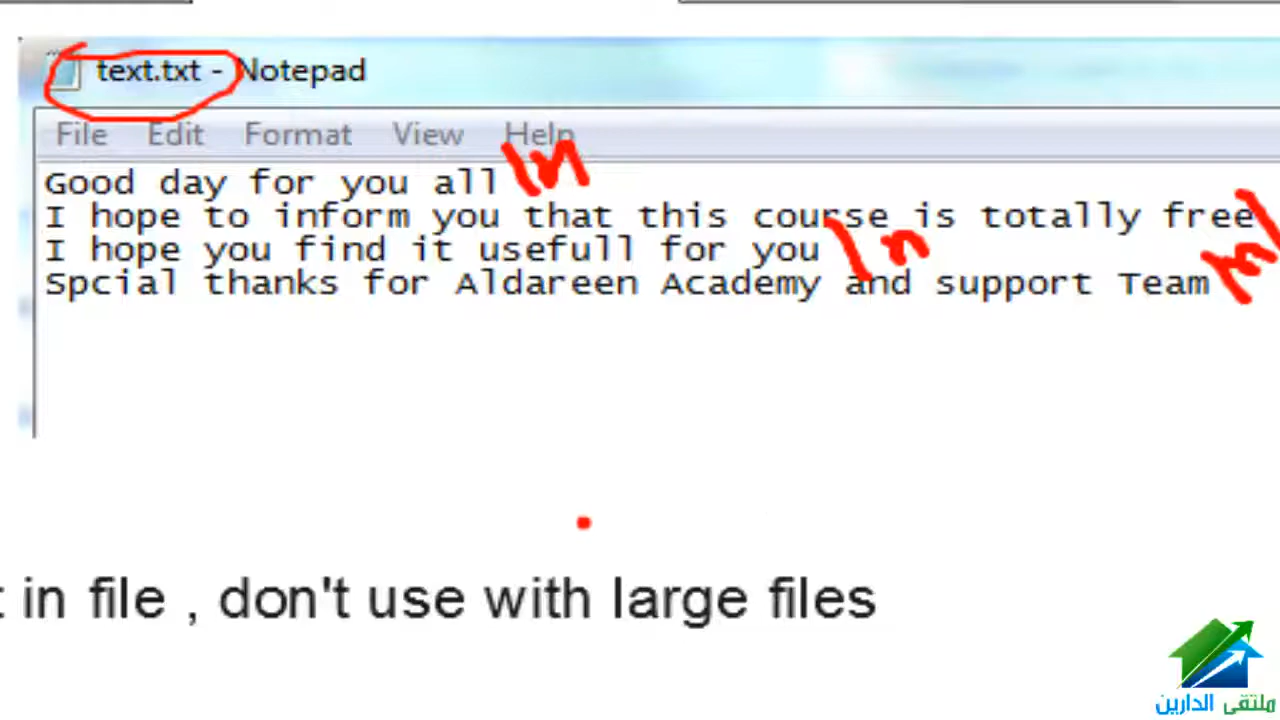 text.txt - Notepad
File Edit Format View Help
Good day for you all \n
I hope to inform you that this course is totally free
I hope you find it usefull for you \n
Spcial thanks for Aldareen Academy and support Team
in file , don't use with large files
ملتقى الدارين